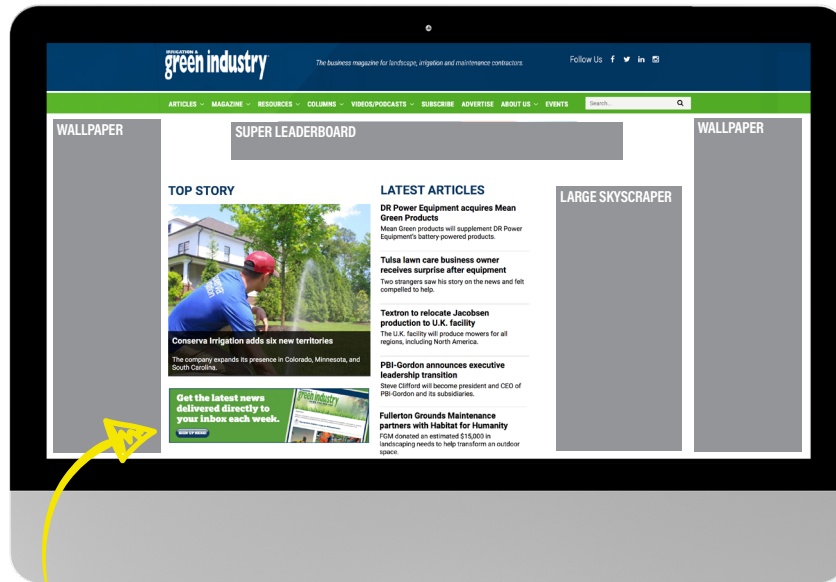 IRRIGATION &
green industry
The business magazine for landscape, irrigation and maintenance contractors.
Follow Us
ARTICLES MAGAZINE RESOURCES COLUMNS VIDEOS/PODCASTS SUBSCRIBE ADVERTISE ABOUT US EVENTS Search...
WALLPAPER
SUPER LEADERBOARD
WALLPAPER
TOP STORY
Conserva Irrigation adds six new territories
The company expands its presence in Colorado, Minnesota, and
South Carolina.
Get the latest news
delivered directly to
your inbox each week.
SIGN UP NOW!
green industry
LATEST ARTICLES
DR Power Equipment acquires Mean
Green Products
Mean Green products will supplement DR Power
Equipment's battery-powered products.
Tulsa lawn care business owner
receives surprise after equipment
Two strangers saw his story on the news and felt
compelled to help.
Textron to relocate Jacobsen
production to U.K. facility
The U.K. facility will produce mowers for all
regions, including North America.
PBI-Gordon announces executive
leadership transition
Steve Clifford will become president and CEO of
PBI-Gordon and its subsidiaries.
Fullerton Grounds Maintenance
partners with Habitat for Humanity
FGM donated an estimated $15,000 in
landscaping needs to help transform an outdoor
space.
LARGE SKYSCRAPER